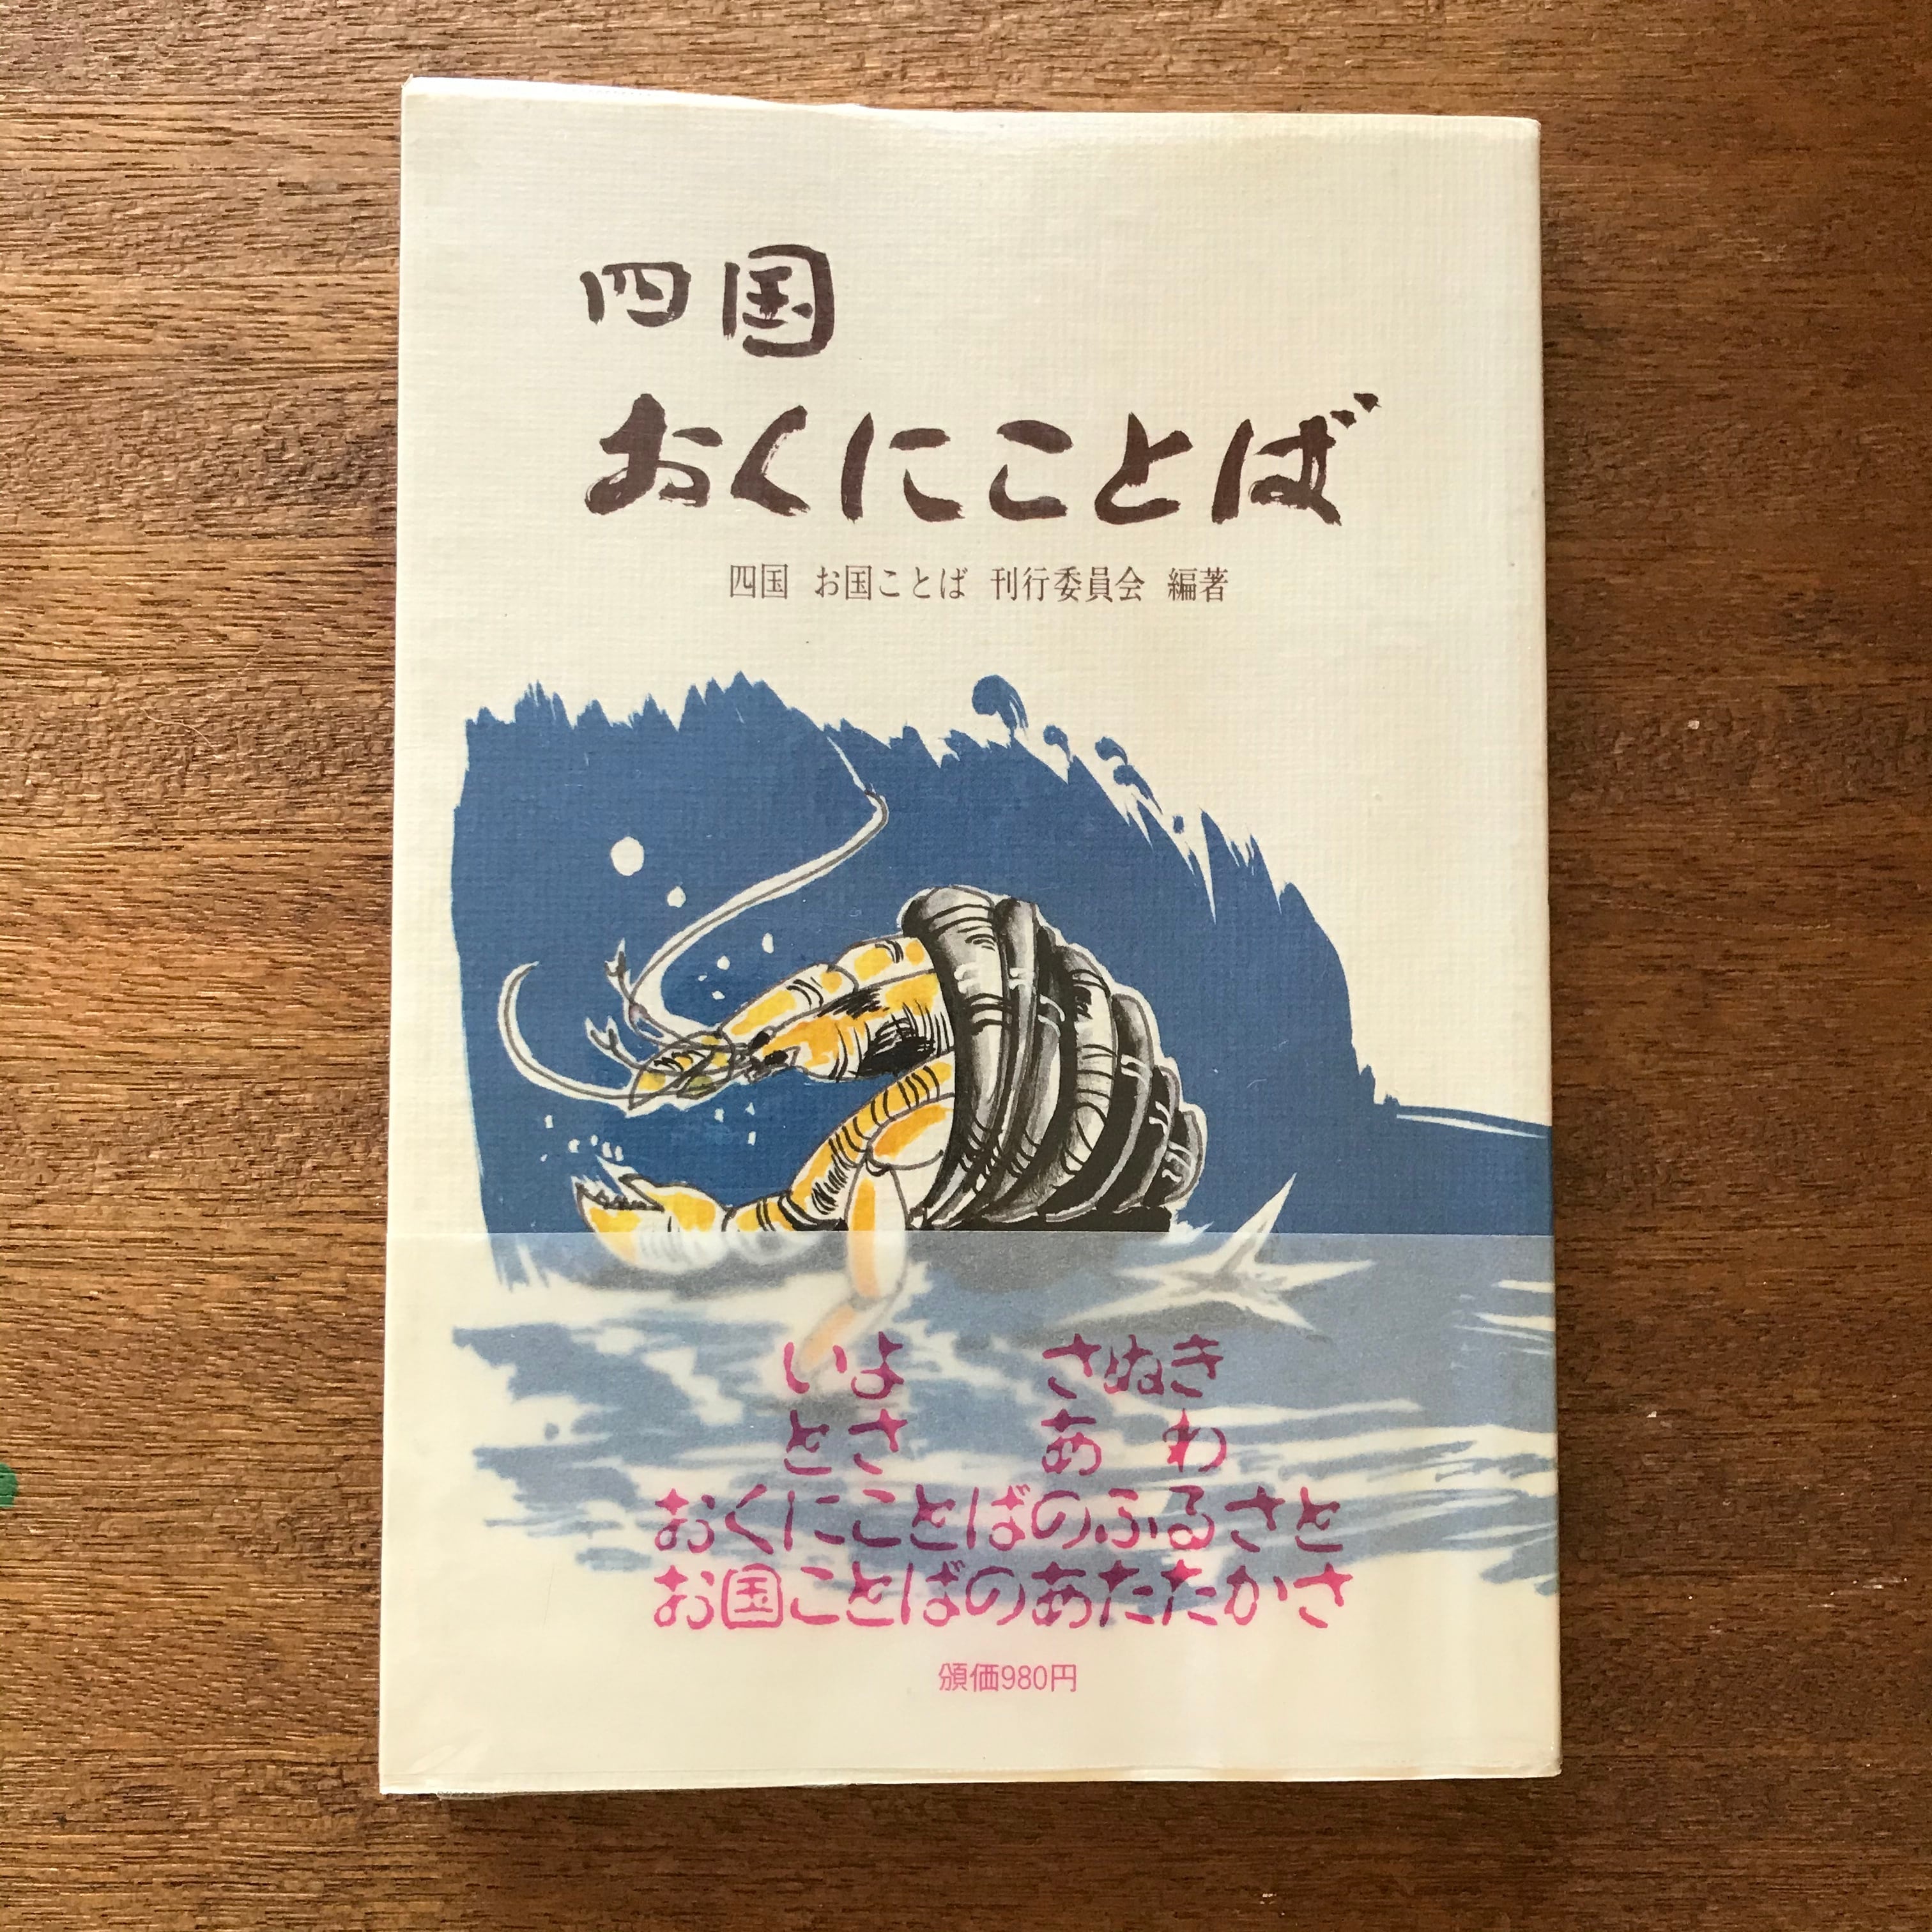 四国
おくにことば
四国 お国ことば 刊行委員会 編著
いよ さぬき
とさ あわ
おくにことばのふるさと
お国ことばのあたたかさ
頒価980円